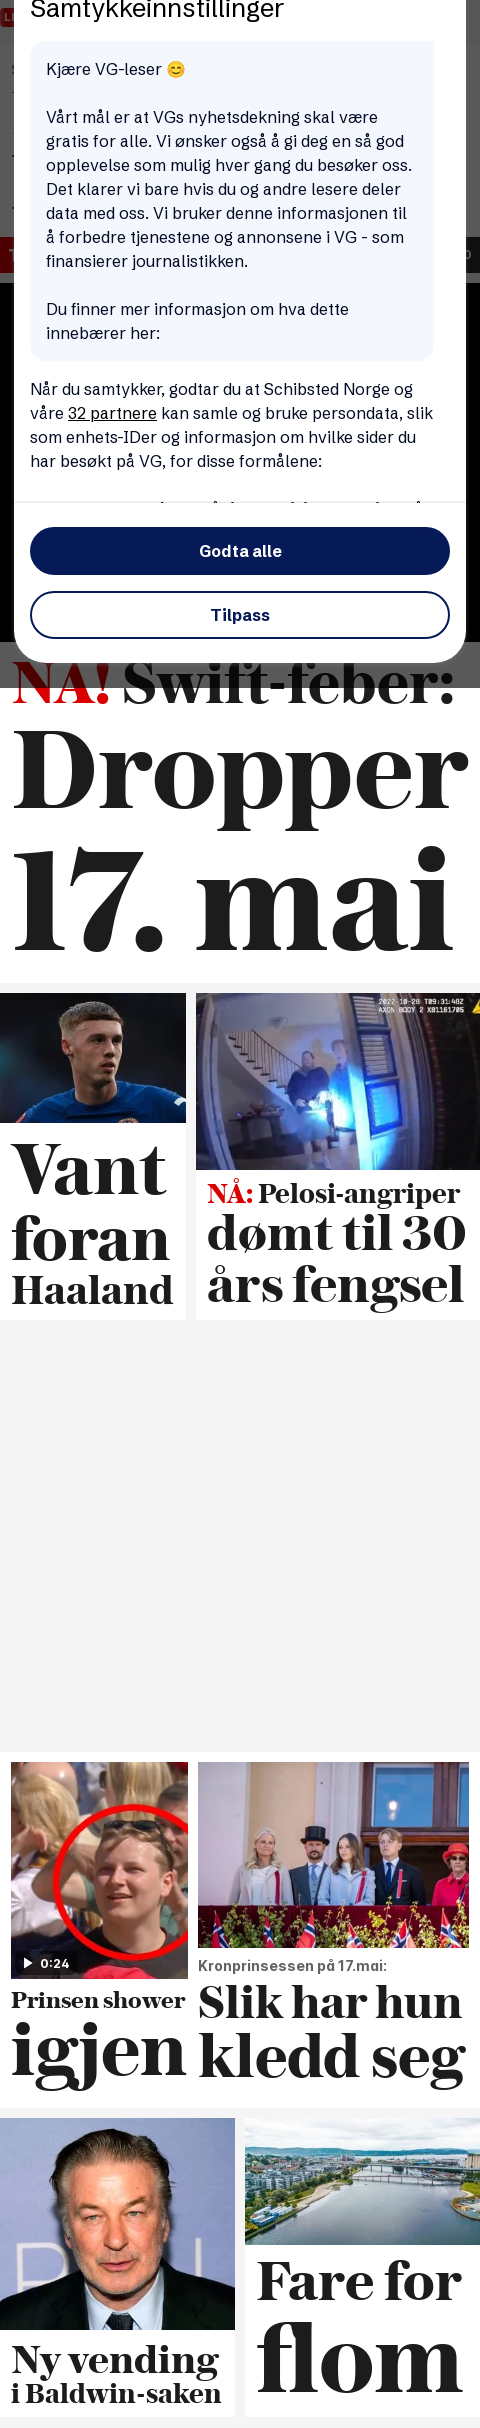 Samtykkeinnstillinger
Kjære VG-leser 😊
Vårt mål er at VGs nyhetsdekning skal være
gratis for alle. Vi ønsker også å gi deg en så god
opplevelse som mulig hver gang du besøker oss.
Det klarer vi bare hvis du og andre lesere deler
data med oss. Vi bruker denne informasjonen til
å forbedre tjenestene og annonsene i VG - som
finansierer journalistikken.
Du finner mer informasjon om hva dette
innebærer her:
Når du samtykker, godtar du at Schibsted Norge og
våre 32 partnere kan samle og bruke persondata, slik
som enhets-IDer og informasjon om hvilke sider du
har besøkt på VG, for disse formålene:
Godta alle
Tilpass
NÅ! Swift-feber:
Dropper
17. mai
2022-10-28 T09:31:48Z
AXON BODY 2 X81161705
Vant
foran
Haaland
NÅ: Pelosi-angriper
dømt til 30
års fengsel
0:24
Prinsen shower
igjen
Kronprinsessen på 17.mai:
Slik har hun
kledd seg
Ny vending
i Baldwin-saken
Fare for
flom